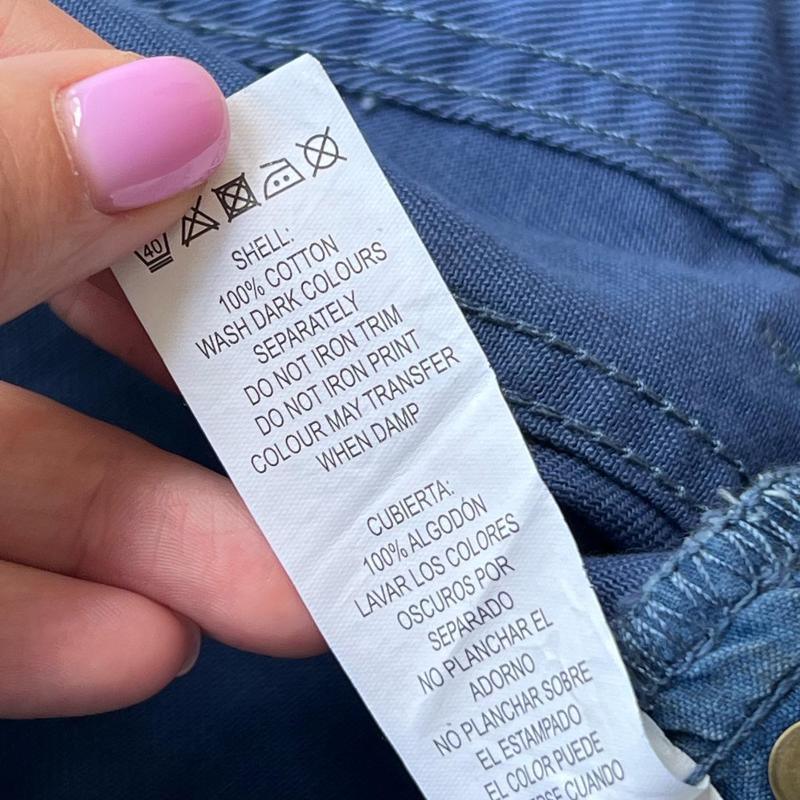 40
SHELL:
100% COTTON
WASH DARK COLOURS
SEPARATELY
DO NOT IRON TRIM
DO NOT IRON PRINT
COLOUR MAY TRANSFER
WHEN DAMP
CUBIERTA:
100% ALGODÓN
LAVAR LOS COLORES
OSCUROS POR
SEPARADO
NO PLANCHAR EL
ADORNO
NO PLANCHAR SOBRE
EL ESTAMPADO
EL COLOR PUEDE
CUANDO